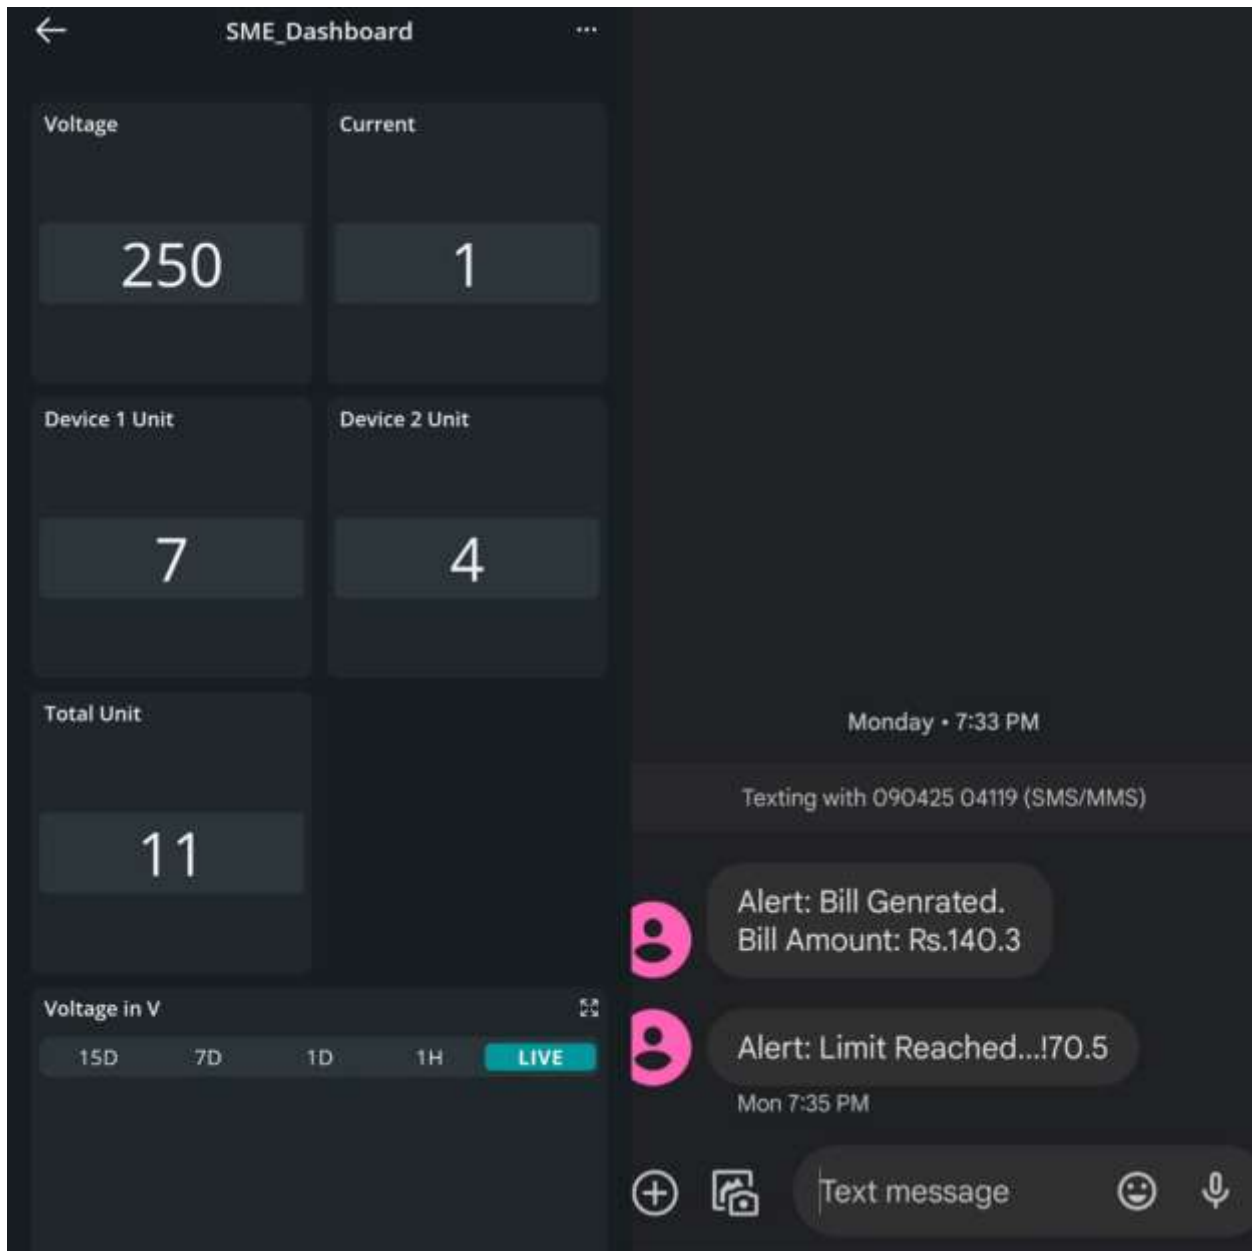 SME_Dashboard
Voltage
Current
250
1
Device 1 Unit
Device 2 Unit
7
4
Total Unit
11
Voltage in V
15D 7D 1D 1H LIVE
Monday • 7:33 PM
Texting with 090425 04119 (SMS/MMS)
Alert: Bill Genrated.
Bill Amount: Rs.140.3
Alert: Limit Reached...!70.5
Mon 7:35 PM
Text message